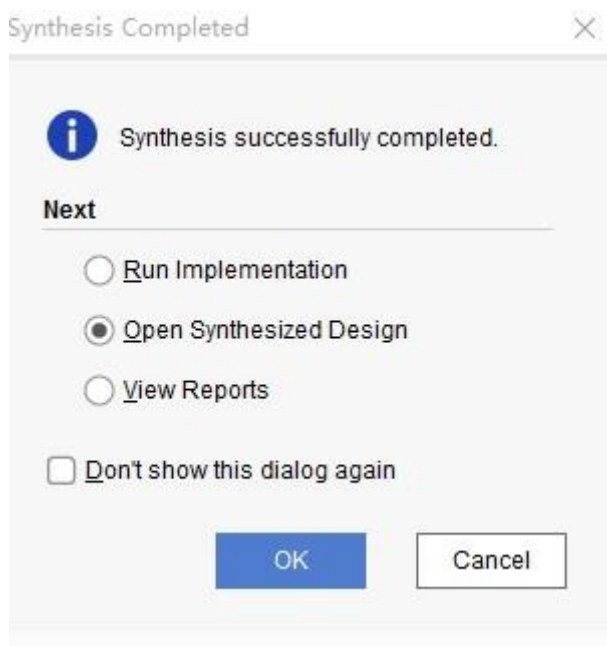 Synthesis Completed
Synthesis successfully completed.
Next
Run Implementation
Open Synthesized Design
View Reports
Don't show this dialog again
OK
Cancel